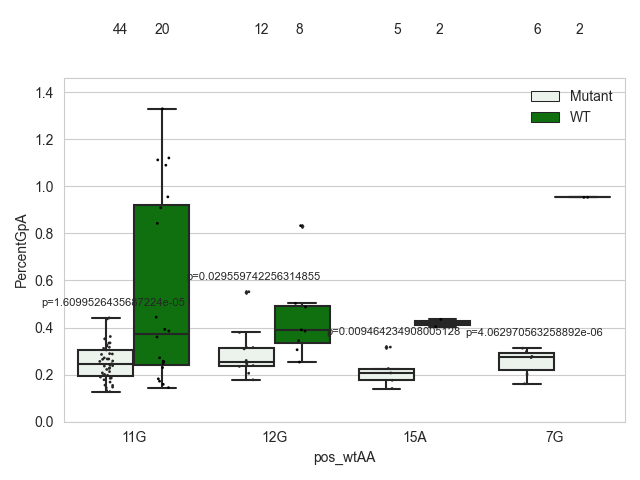 44 20 12 8 5 2 6 2
1.4
1.2
1.0
0.8
0.6
0.4
0.2
0.0
PercentGpA
Mutant
WT
p=1.6099526435687224e-05
p=0.029559742256314855
p=0.009464234908005128
p=4.062970563258892e-06
11G 12G 15A 7G
pos_wtAA